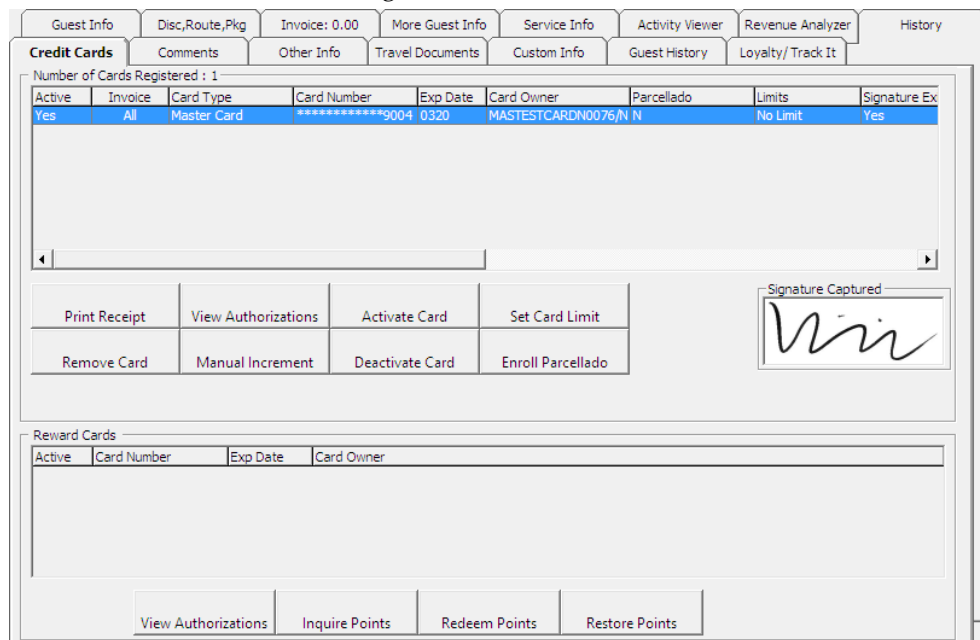 Guest Info Disc,Route,Pkg Invoice: 0.00 More Guest Info Service Info Activity Viewer Revenue Analyzer History
Credit Cards Comments Other Info Travel Documents Custom Info Guest History Loyalty/ Track It
Number of Cards Registered : 1
Active Invoice Card Type Card Number Exp Date Card Owner Parcellado Limits Signature Ex
Yes All Master Card ************9004 0320 MASTESTCARDN0076/N N No Limit Yes
Signature Captured
Print Receipt View Authorizations Activate Card Set Card Limit
Remove Card Manual Increment Deactivate Card Enroll Parcellado
Reward Cards
Active Card Number Exp Date Card Owner
View Authorizations Inquire Points Redeem Points Restore Points